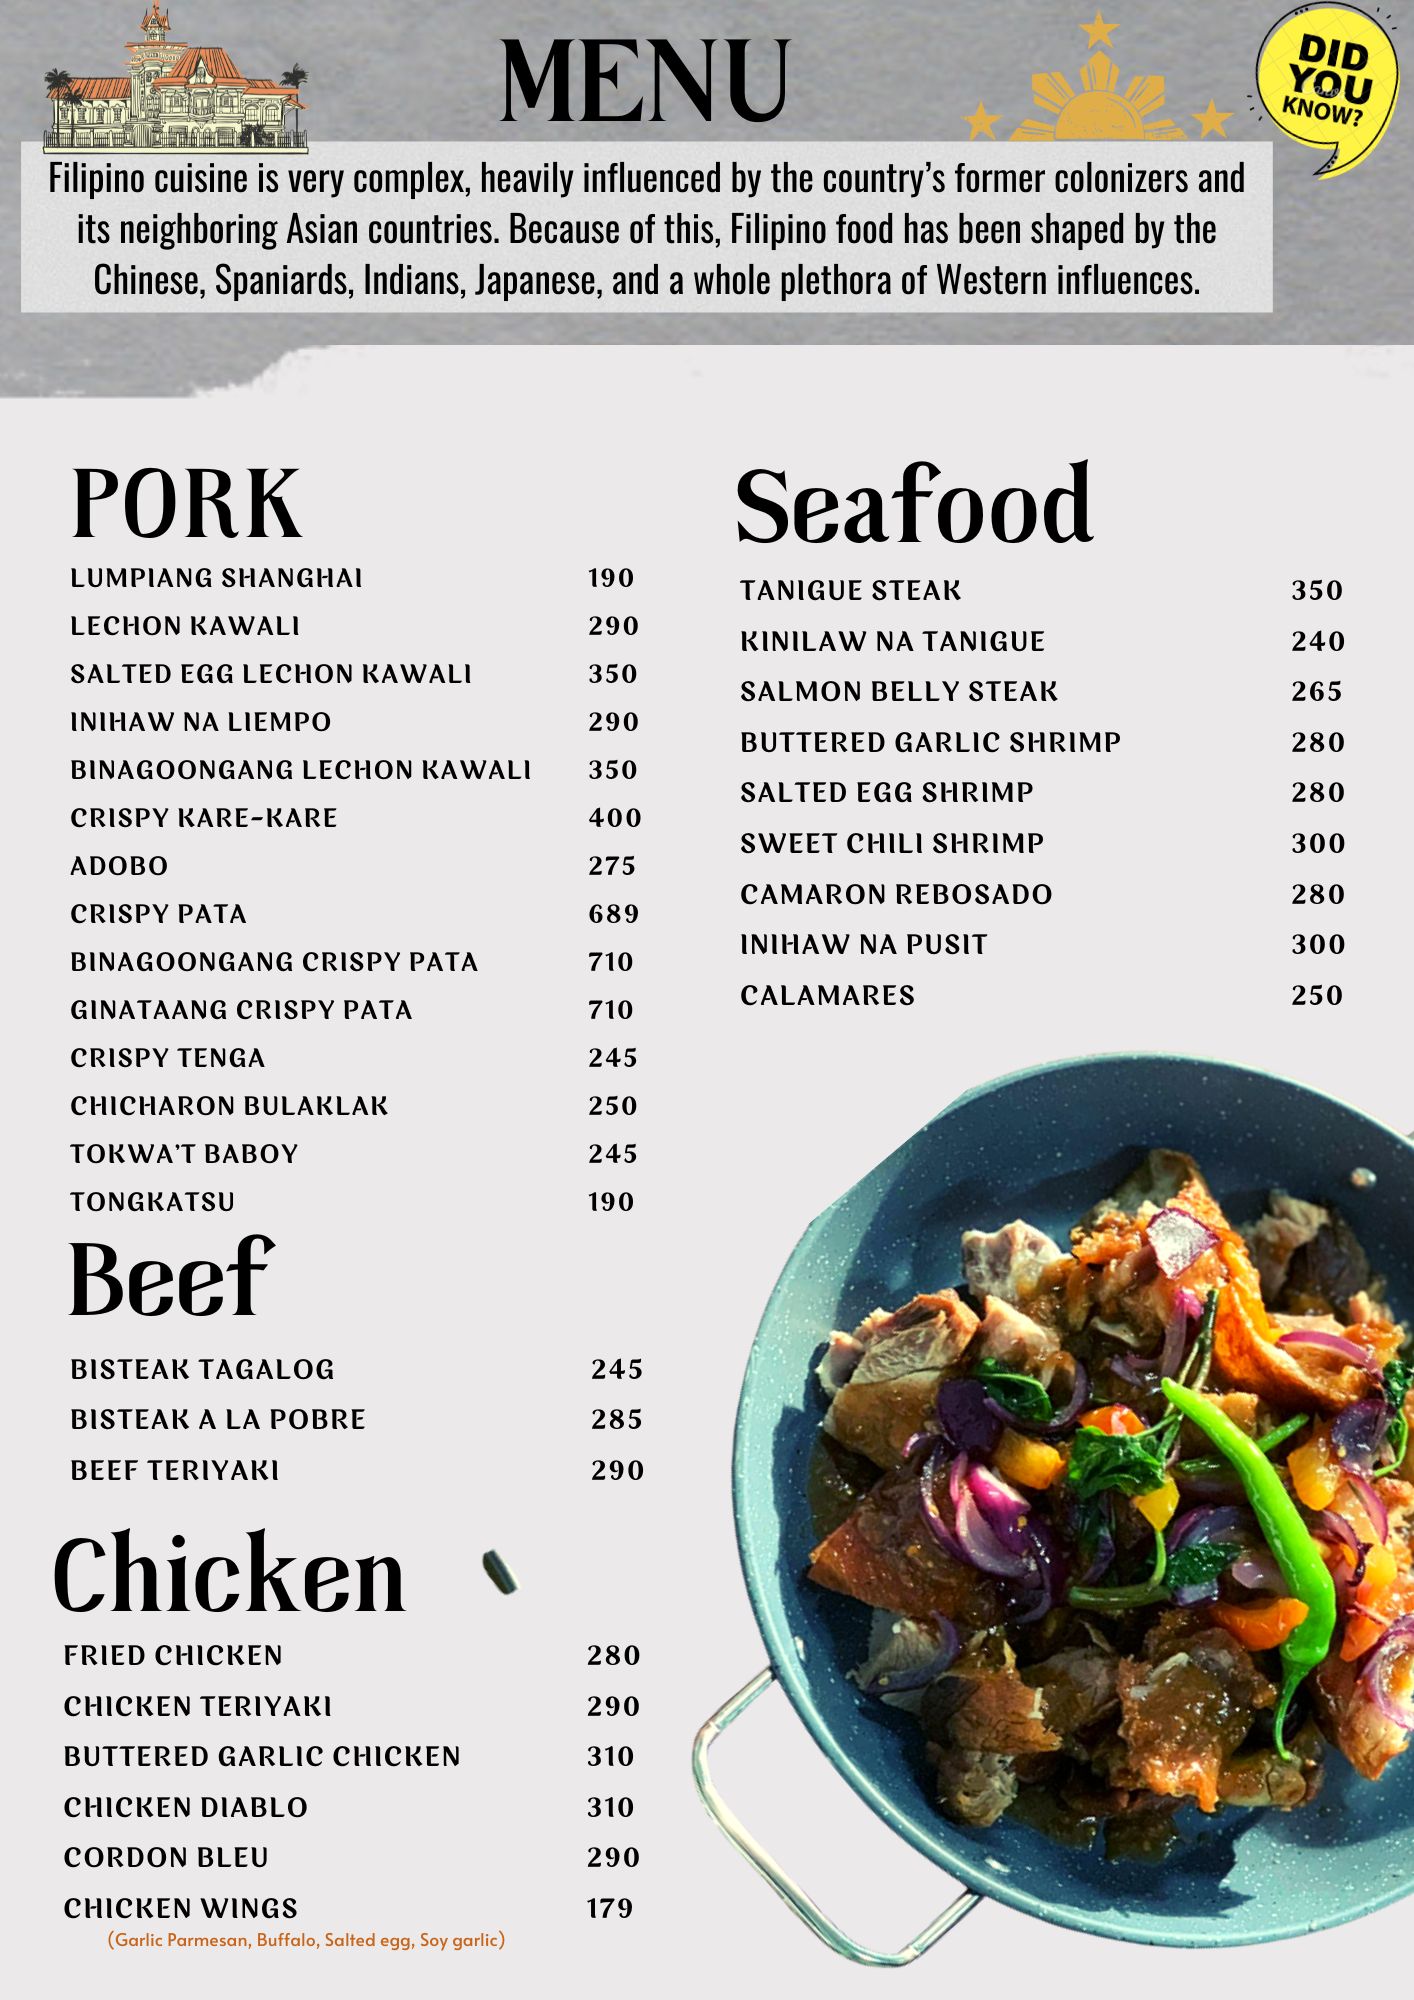 MENU
DID
YOU
KNOW?
Filipino cuisine is very complex, heavily influenced by the country’s former colonizers and
its neighboring Asian countries. Because of this, Filipino food has been shaped by the
Chinese, Spaniards, Indians, Japanese, and a whole plethora of Western influences.
PORK
LUMPIANG SHANGHAI 190
LECHON KAWALI 290
SALTED EGG LECHON KAWALI 350
INIHAW NA LIEMPO 290
BINAGOONGANG LECHON KAWALI 350
CRISPY KARE-KARE 400
ADOBO 275
CRISPY PATA 689
BINAGOONGANG CRISPY PATA 710
GINATAANG CRISPY PATA 710
CRISPY TENGA 245
CHICHARON BULAKLAK 250
TOKWA’T BABOY 245
TONGKATSU 190
Beef
BISTEAK TAGALOG 245
BISTEAK A LA POBRE 285
BEEF TERIYAKI 290
Chicken
FRIED CHICKEN 280
CHICKEN TERIYAKI 290
BUTTERED GARLIC CHICKEN 310
CHICKEN DIABLO 310
CORDON BLEU 290
CHICKEN WINGS 179
(Garlic Parmesan, Buffalo, Salted egg, Soy garlic)
Seafood
TANIGUE STEAK 350
KINILAW NA TANIGUE 240
SALMON BELLY STEAK 265
BUTTERED GARLIC SHRIMP 280
SALTED EGG SHRIMP 280
SWEET CHILI SHRIMP 300
CAMARON REBOSADO 280
INIHAW NA PUSIT 300
CALAMARES 250